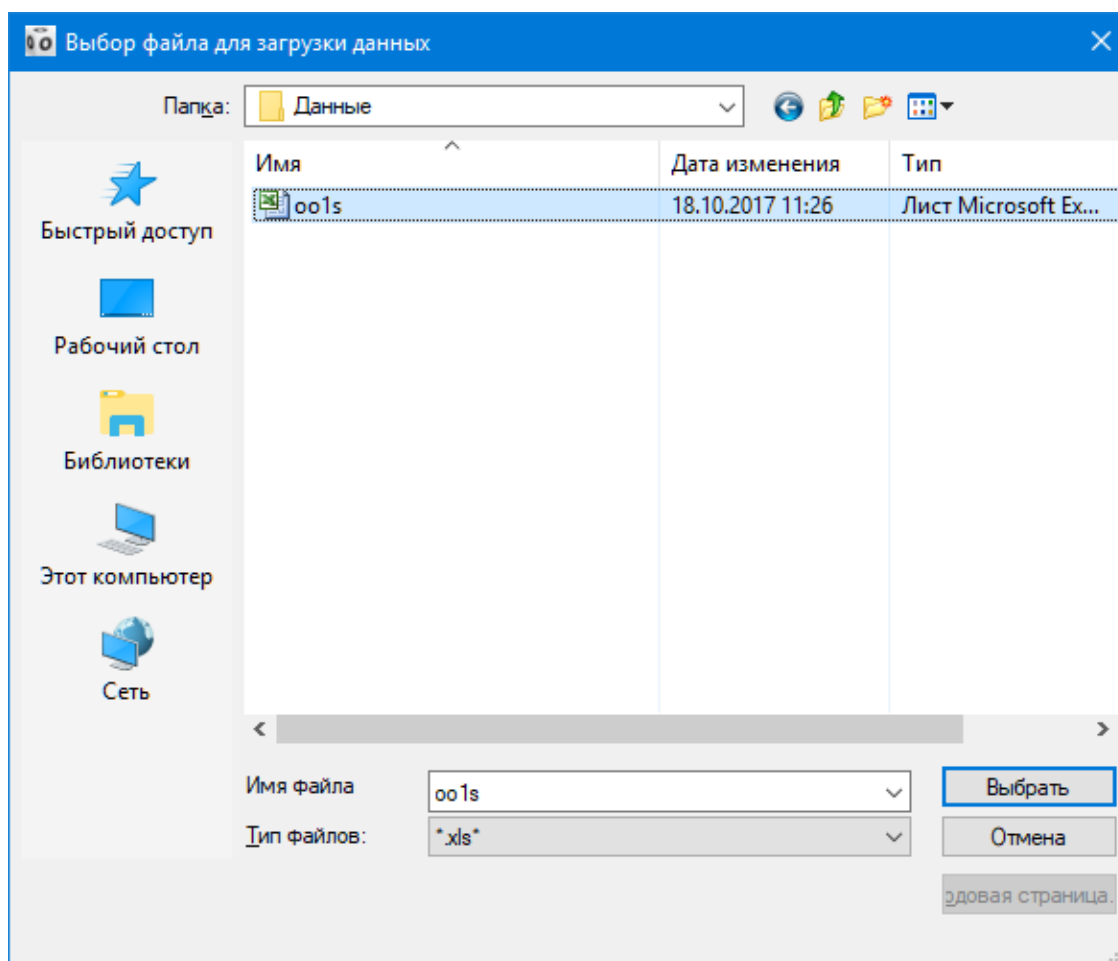 Выбор файла для загрузки данных
Папка: Данные
Имя Дата изменения Тип
oo1s 18.10.2017 11:26 Лист Microsoft Ex...
Быстрый доступ
Рабочий стол
Библиотеки
Этот компьютер
Сеть
Имя файла oo1s Выбрать
Тип файлов: *.xls* Отмена
страница.